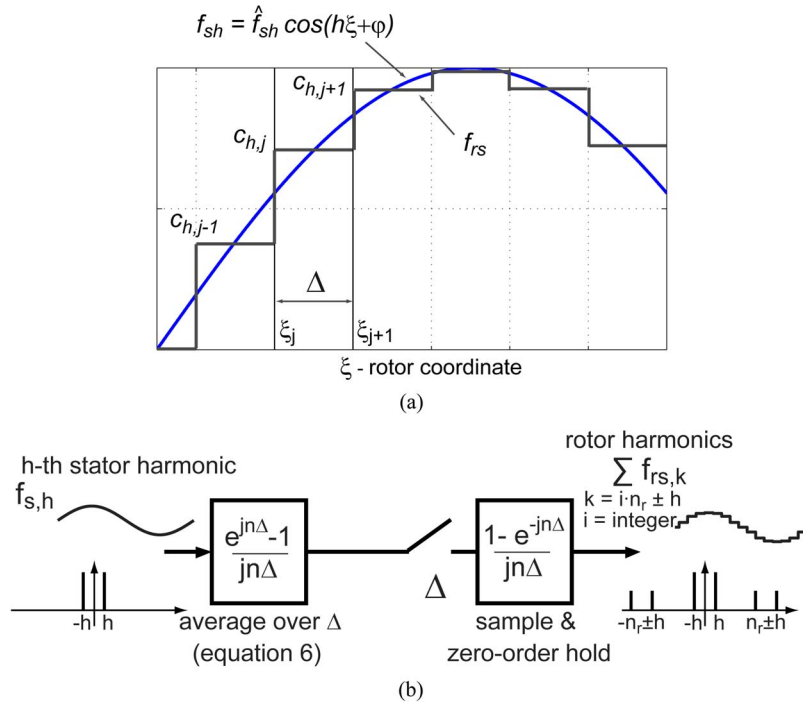 f_sh = f̂_sh cos(hξ+φ)
c_h,j+1
f_rs
c_h,j
c_h,j-1
Δ
ξ_j
ξ_j+1
ξ - rotor coordinate
(a)
rotor harmonics
h-th stator harmonic
∑ f_rs,k
f_s,h
k = i·n_r ± h
i = integer
e^jnΔ -1
1- e^-jnΔ
jnΔ
jnΔ
Δ
-h h
average over Δ
sample &
-n_r±h -h h n_r±h
(equation 6)
zero-order hold
(b)